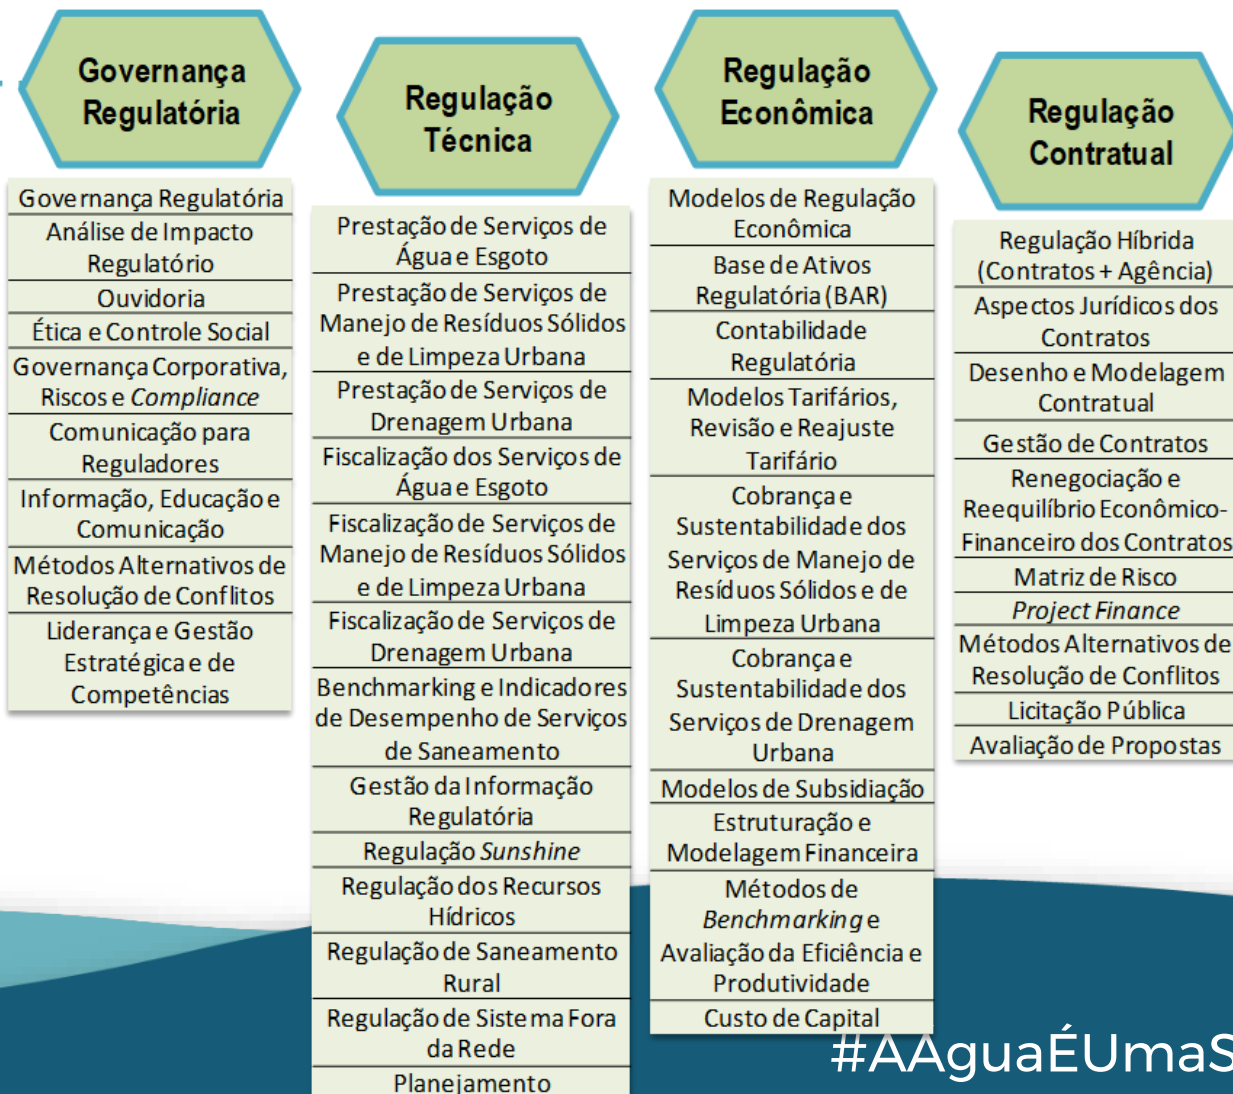 Governança
Regulatória
Governança Regulatória
Análise de Impacto
Regulatório
Ouvidoria
Ética e Controle Social
Governança Corporativa,
Riscos e Compliance
Comunicação para
Reguladores
Informação, Educação e
Comunicação
Métodos Alternativos de
Resolução de Conflitos
Liderança e Gestão
Estratégica e de
Competências
Regulação
Técnica
Prestação de Serviços de
Água e Esgoto
Prestação de Serviços de
Manejo de Resíduos Sólidos
e de Limpeza Urbana
Prestação de Serviços de
Drenagem Urbana
Fiscalização dos Serviços de
Água e Esgoto
Fiscalização de Serviços de
Manejo de Resíduos Sólidos
e de Limpeza Urbana
Fiscalização de Serviços de
Drenagem Urbana
Benchmarking e Indicadores
de Desempenho de Serviços
de Saneamento
Gestão da Informação
Regulatória
Regulação Sunshine
Regulação dos Recursos
Hídricos
Regulação de Saneamento
Rural
Regulação de Sistema Fora
da Rede
Planejamento
Regulação
Econômica
Modelos de Regulação
Econômica
Base de Ativos
Regulatória (BAR)
Contabilidade
Regulatória
Modelos Tarifários,
Revisão e Reajuste
Tarifário
Cobrança e
Sustentabilidade dos
Serviços de Manejo de
Resíduos Sólidos e de
Limpeza Urbana
Cobrança e
Sustentabilidade dos
Serviços de Drenagem
Urbana
Modelos de Subsidiação
Estruturação e
Modelagem Financeira
Métodos de
Benchmarking e
Avaliação da Eficiência e
Produtividade
Custo de Capital
Regulação
Contratual
Regulação Híbrida
(Contratos + Agência)
Aspectos Jurídicos dos
Contratos
Desenho e Modelagem
Contratual
Gestão de Contratos
Renegociação e
Reequilíbrio Econômico-
Financeiro dos Contratos
Matriz de Risco
Project Finance
Métodos Alternativos de
Resolução de Conflitos
Licitação Pública
Avaliação de Propostas
#AAguaÉUmaS